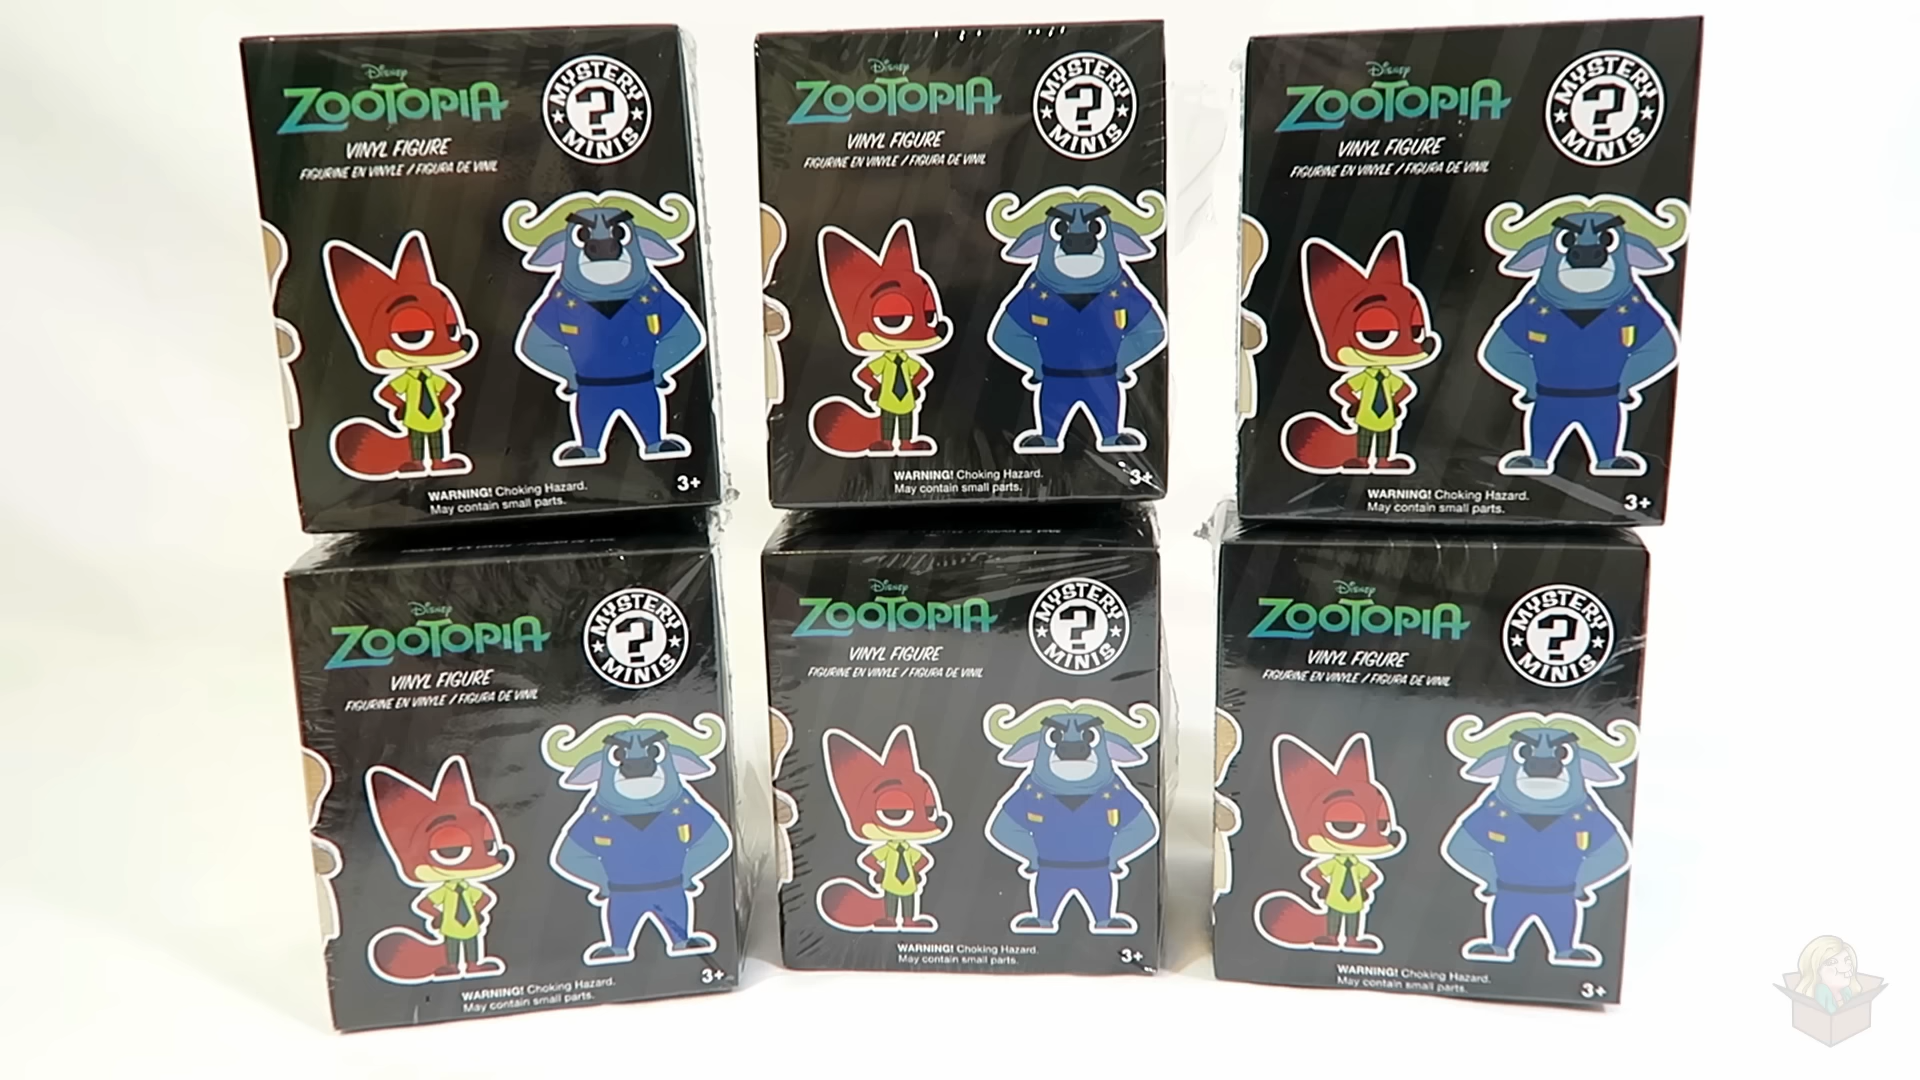 Disney
ZOOTOPIA
VINYL FIGURE
FIGURINE EN VINYLE / FIGURA DE VINIL
MYSTERY
?
MINIS
WARNING! Choking Hazard.
May contain small parts.
3+
Disney
ZOOTOPIA
VINYL FIGURE
FIGURINE EN VINYLE / FIGURA DE VINIL
MYSTERY
?
MINIS
WARNING! Choking Hazard.
May contain small parts.
3+
Disney
ZOOTOPIA
VINYL FIGURE
FIGURINE EN VINYLE / FIGURA DE VINIL
MYSTERY
?
MINIS
WARNING! Choking Hazard.
May contain small parts.
3+
Disney
ZOOTOPIA
VINYL FIGURE
FIGURINE EN VINYLE / FIGURA DE VINIL
MYSTERY
?
MINIS
WARNING! Choking Hazard.
May contain small parts.
3+
Disney
ZOOTOPIA
VINYL FIGURE
FIGURINE EN VINYLE / FIGURA DE VINIL
MYSTERY
?
MINIS
WARNING! Choking Hazard.
May contain small parts.
3+
Disney
ZOOTOPIA
VINYL FIGURE
FIGURINE EN VINYLE / FIGURA DE VINIL
MYSTERY
?
MINIS
WARNING! Choking Hazard.
May contain small parts.
3+